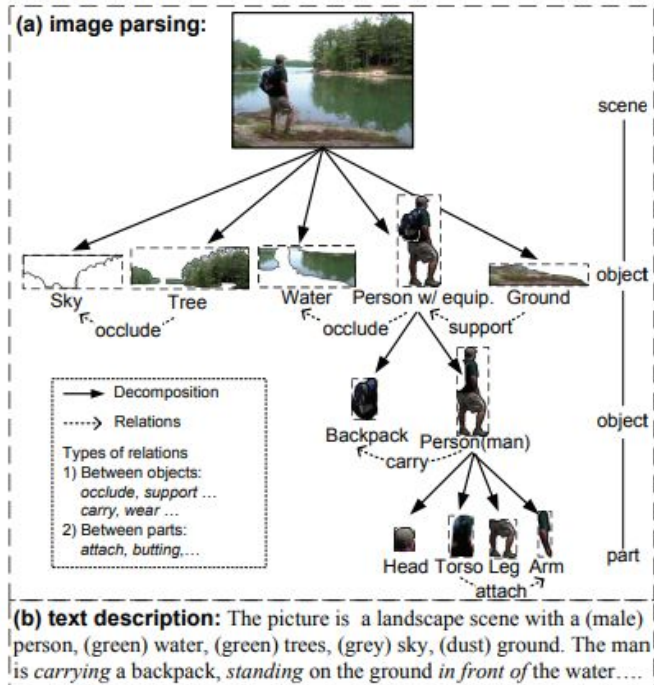 (a) image parsing:
scene
Sky
Tree
Water
Person w/ equip.
Ground
object
occlude
occlude
support
Decomposition
Relations
Types of relations
1) Between objects:
occlude, support ...
carry, wear ...
2) Between parts:
attach, butting,...
Backpack
Person(man)
object
carry
Head Torso Leg Arm
part
attach
(b) text description: The picture is a landscape scene with a (male)
person, (green) water, (green) trees, (grey) sky, (dust) ground. The man
is carrying a backpack, standing on the ground in front of the water....